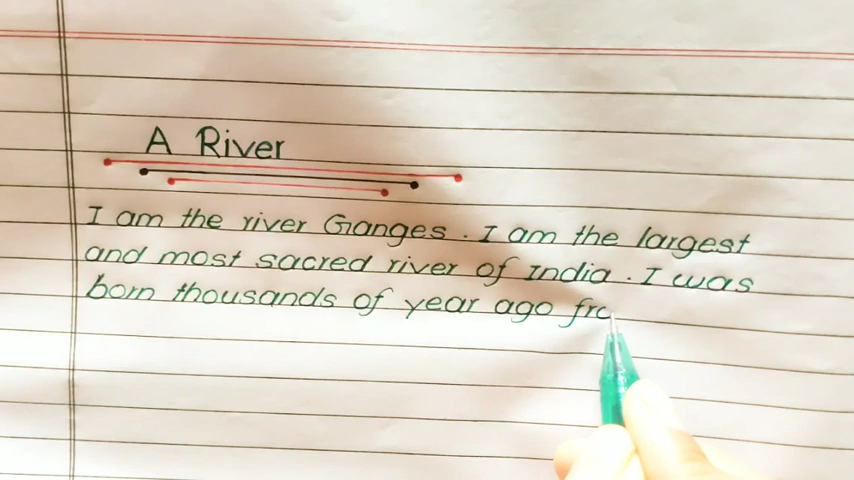 A River
I am the river Ganges. I am the largest
and most sacred river of India. I was
born thousands of year ago fro